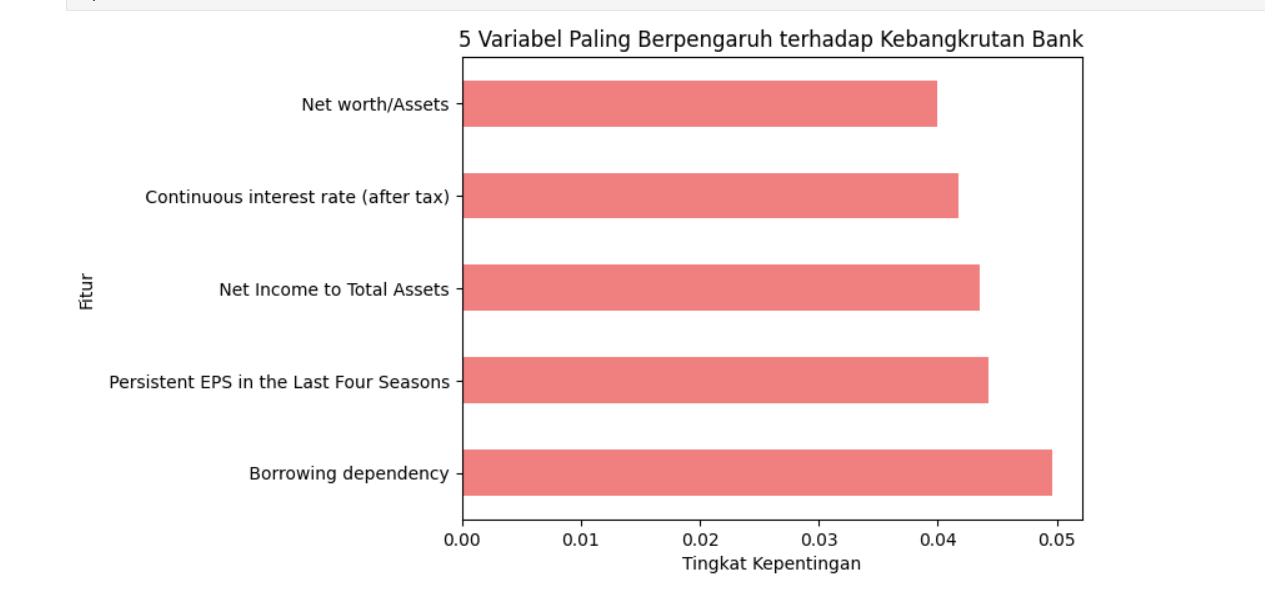 5 Variabel Paling Berpengaruh terhadap Kebangkrutan Bank
Net worth/Assets
Continuous interest rate (after tax)
Net Income to Total Assets
Persistent EPS in the Last Four Seasons
Borrowing dependency
Fitur
0.00 0.01 0.02 0.03 0.04 0.05
Tingkat Kepentingan